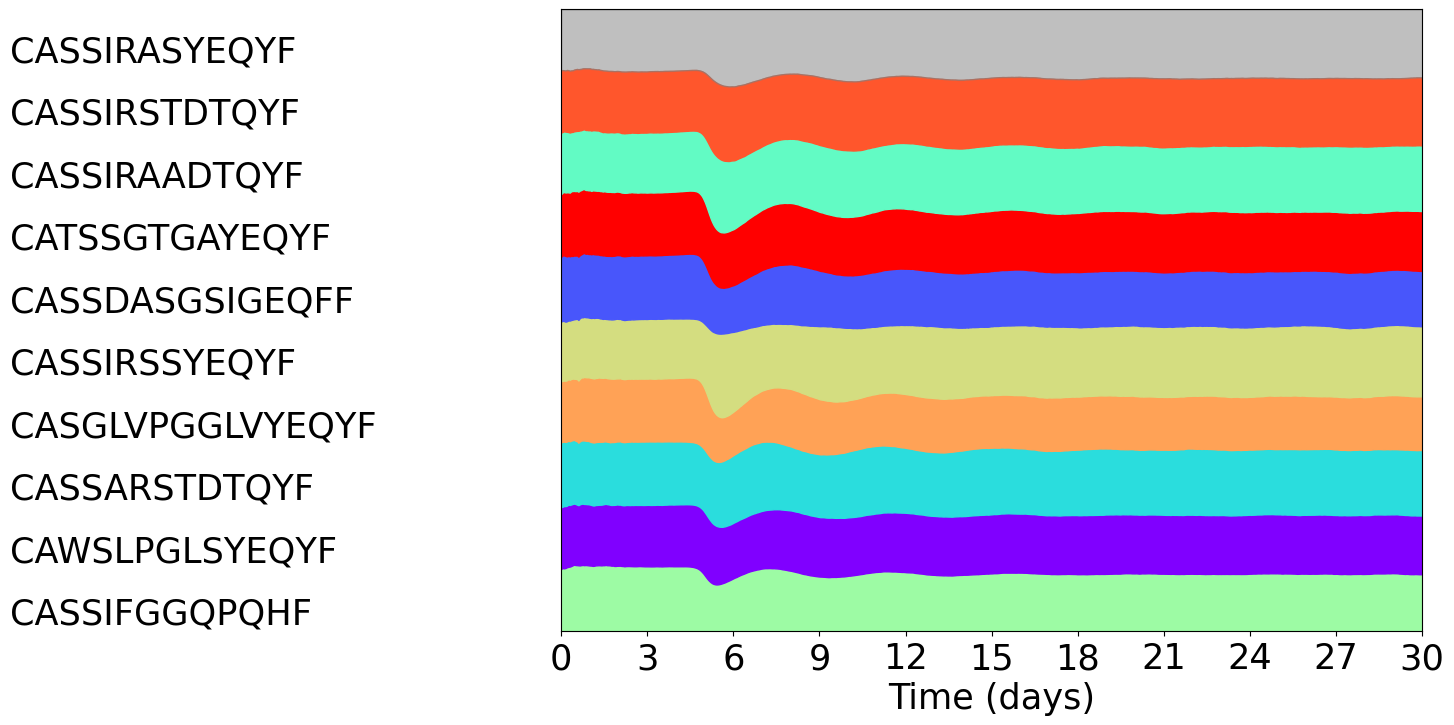 CASSIRASYEQYF
CASSIRSTDTQYF
CASSIRAADTQYF
CATSSGTGAYEQYF
CASSDASGSIGEQFF
CASSIRSSYEQYF
CASGLVPGGLVYEQYF
CASSARSTDTQYF
CAWSLPGLSYEQYF
CASSIFGGQPQHF
0 3 6 9 12 15 18 21 24 27 30
Time (days)